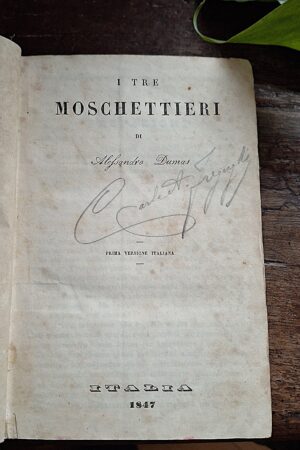 I TRE
MOSCHETTIERI
DI
Alessandro Dumas
PRIMA VERSIONE ITALIANA
ITALIA
1847